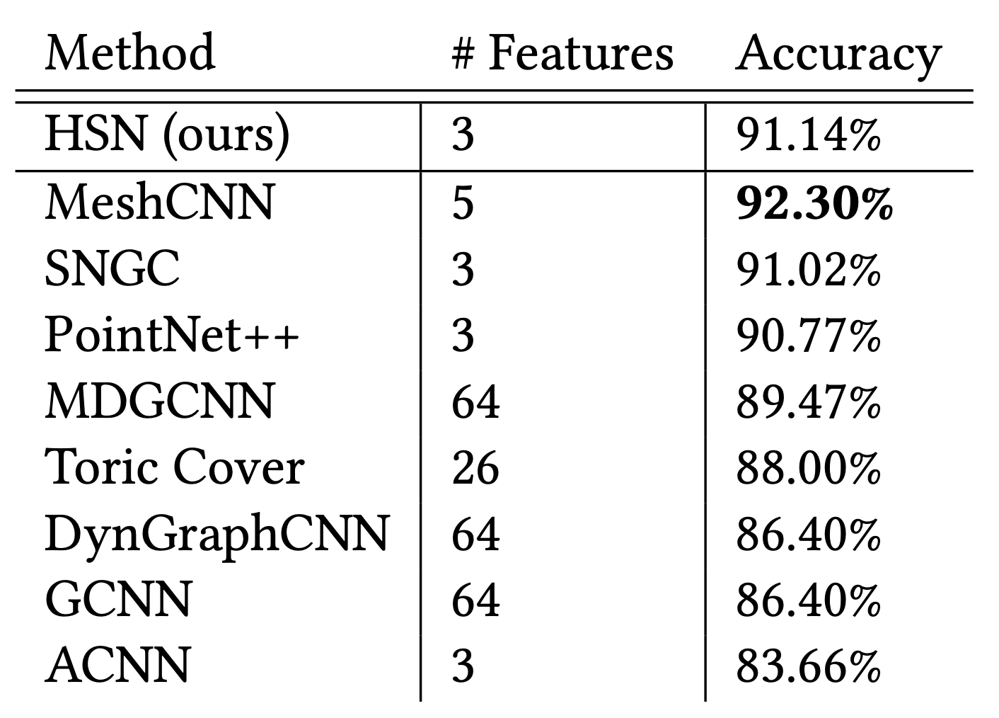 Method # Features Accuracy
HSN (ours) 3 91.14%
MeshCNN 5 92.30%
SNGC 3 91.02%
PointNet++ 3 90.77%
MDGCNN 64 89.47%
Toric Cover 26 88.00%
DynGraphCNN 64 86.40%
GCNN 64 86.40%
ACNN 3 83.66%